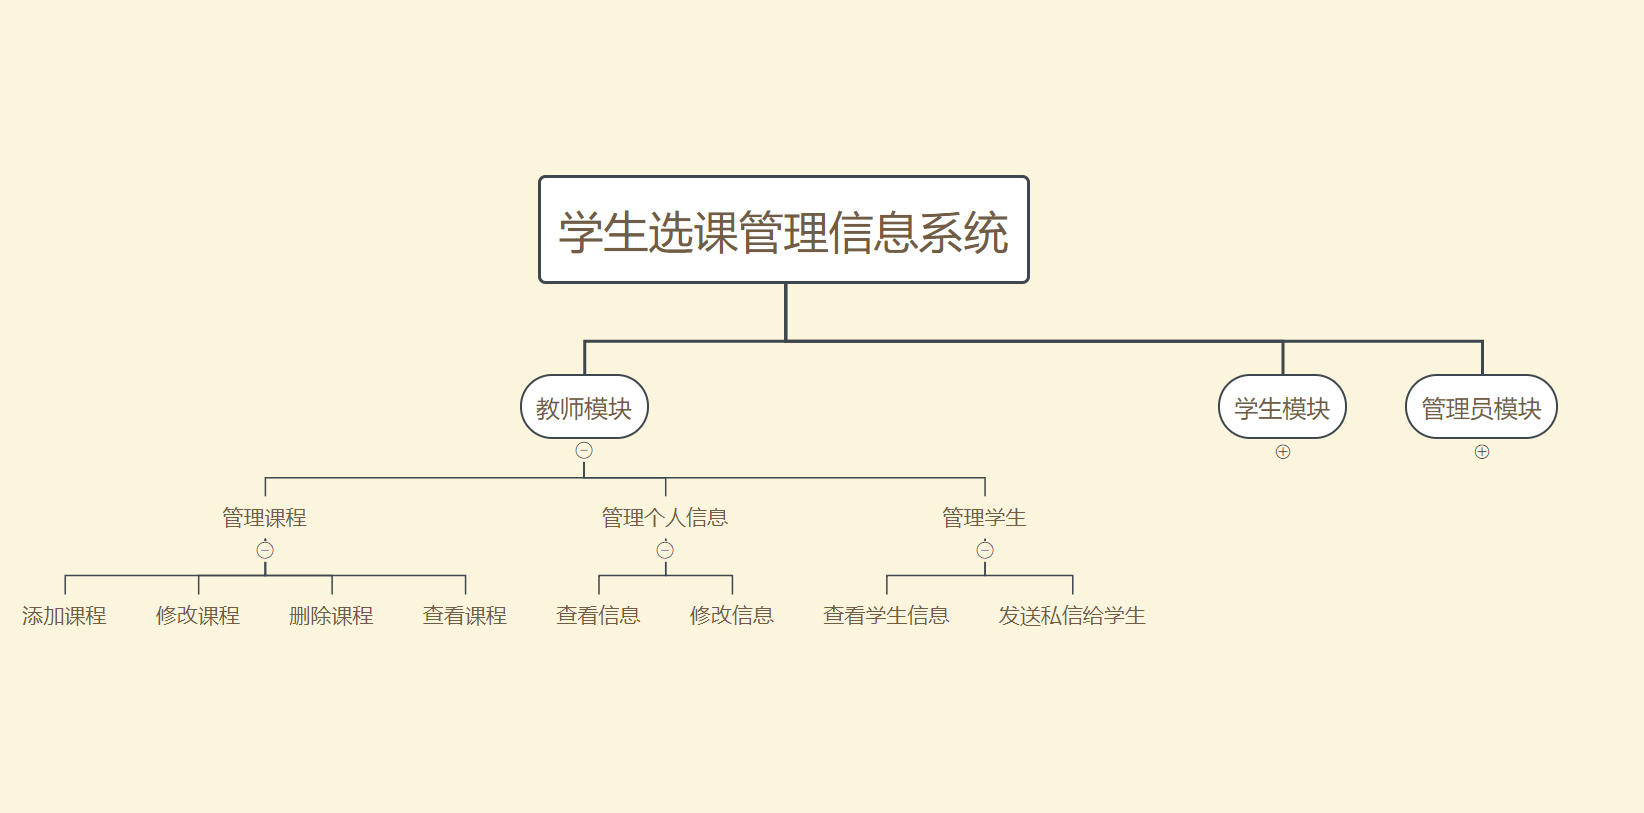 学生选课管理信息系统
教师模块
学生模块
管理员模块
管理课程
管理个人信息
管理学生
添加课程
修改课程
删除课程
查看课程
查看信息
修改信息
查看学生信息
发送私信给学生